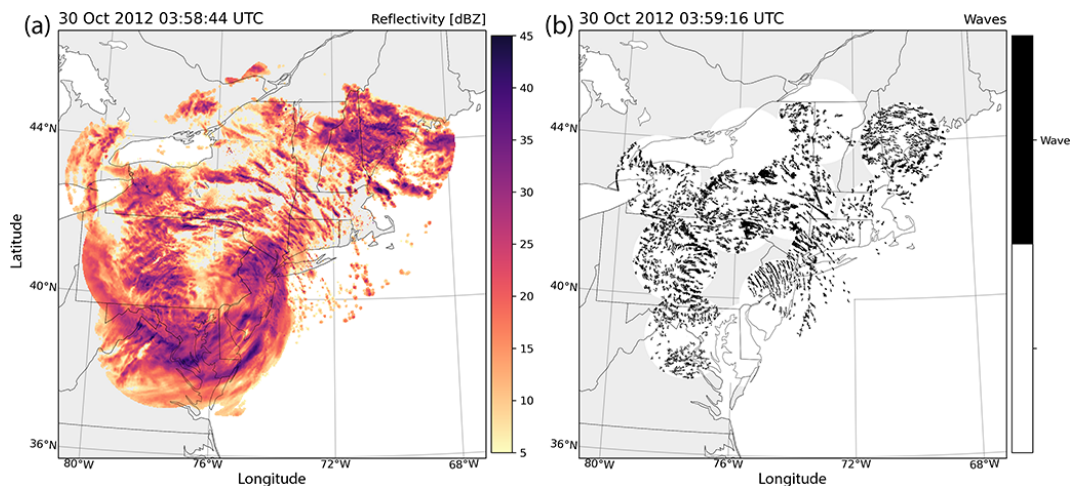 (a) 30 Oct 2012 03:58:44 UTC Reflectivity [dBZ]
45
40
35
30
25
20
15
10
5
44°N
40°N
36°N
Latitude
80°W 76°W 72°W 68°W
Longitude
(b) 30 Oct 2012 03:59:16 UTC Waves
Wave
44°N
40°N
36°N
80°W 76°W 72°W 68°W
Longitude